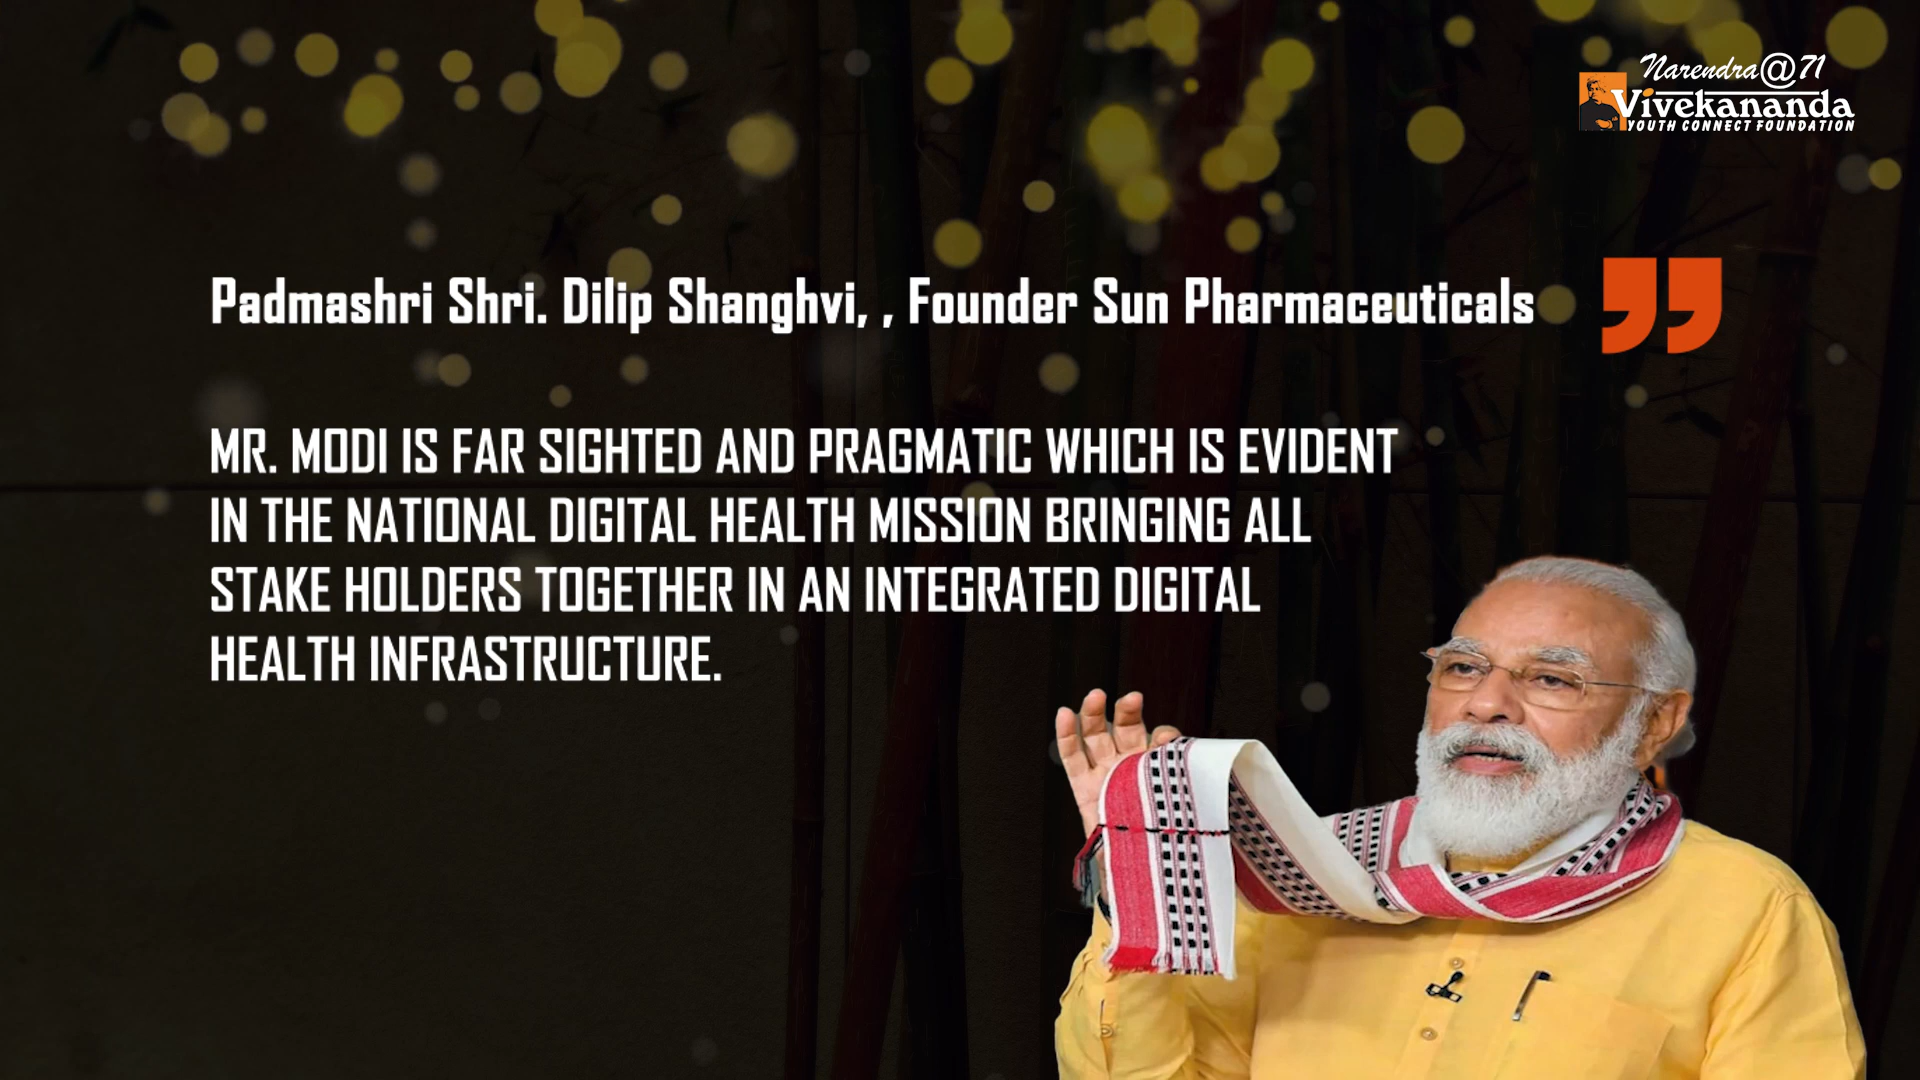 Narendra@71
Vivekananda
YOUTH CONNECT FOUNDATION
Padmashri Shri. Dilip Shanghvi, , Founder Sun Pharmaceuticals
”
MR. MODI IS FAR SIGHTED AND PRAGMATIC WHICH IS EVIDENT
IN THE NATIONAL DIGITAL HEALTH MISSION BRINGING ALL
STAKE HOLDERS TOGETHER IN AN INTEGRATED DIGITAL
HEALTH INFRASTRUCTURE.